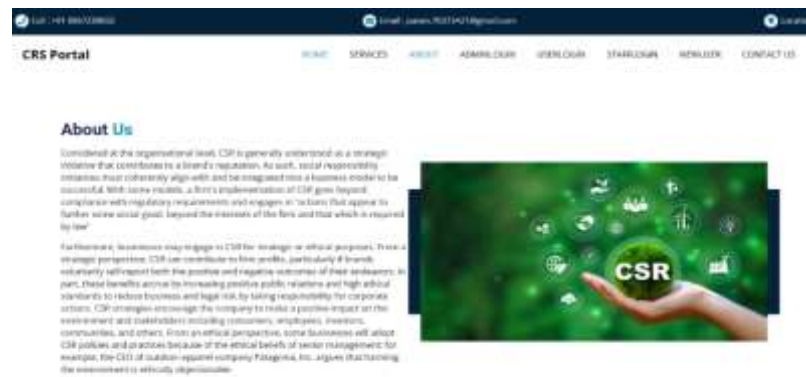 Call : +91
Email :
CRS Portal
HOME SERVICES ABOUT ADMINLOGIN USERLOGIN STAFFLOGIN NEWUSER CONTACT US
About Us
Considered at the organisational level, CSR is generally understood as a strategic
initiative that contributes to a brand's reputation. As such, social responsibility
initiatives must coherently align with and be integrated into a business model to be
successful. With some models, a firm's implementation of CSR goes beyond
compliance with regulatory requirements and engages in "actions that appear to
further some social good, beyond the interests of the firm and that which is required
by law"
Furthermore, businesses may engage in CSR for strategic or ethical purposes. From a
strategic perspective, CSR can contribute to firm profits, particularly if brands
voluntarily self-report both the positive and negative outcomes of their endeavors. In
part, these benefits accrue by increasing positive public relations and high ethical
standards to reduce business and legal risk by taking responsibility for corporate
actions. CSR strategies encourage the company to make a positive impact on the
environment and stakeholders including consumers, employees, investors,
communities, and others. From an ethical perspective, some businesses will adopt
CSR policies and practices because of the ethical beliefs of senior management: for
example, the CEO of outdoor-apparel company Patagonia, Inc. argues that harming
the environment is ethically objectionable
CSR